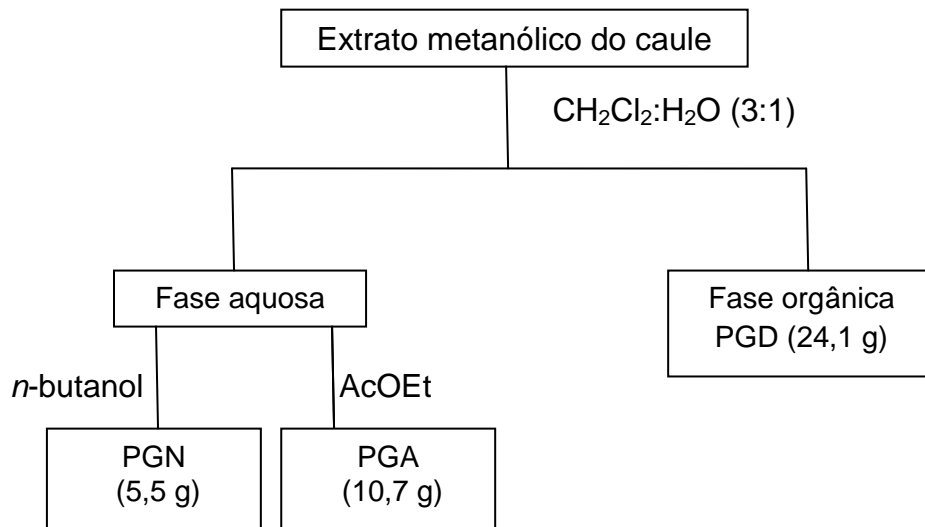 Extrato metanólico do caule
CH₂Cl₂:H₂O (3:1)
Fase aquosa
Fase orgânica
PGD (24,1 g)
n-butanol
AcOEt
PGN
(5,5 g)
PGA
(10,7 g)